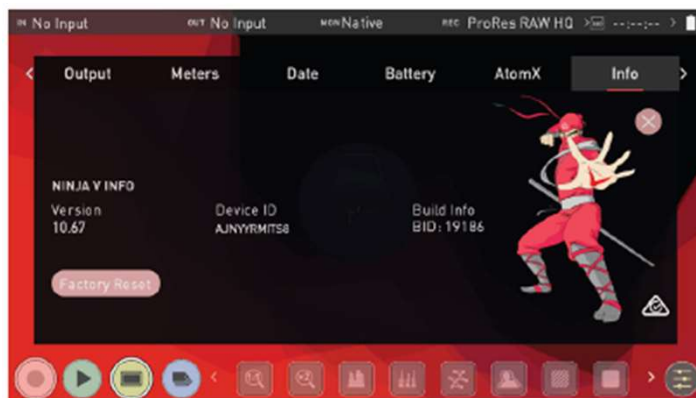 IN No Input OUT No Input MON Native REC ProRes RAW HQ --:--:--
Output Meters Date Battery AtomX Info
NINJA V INFO
Version Device ID Build Info
10.67 AJNYYRMITS8 BID: 19186
Factory Reset